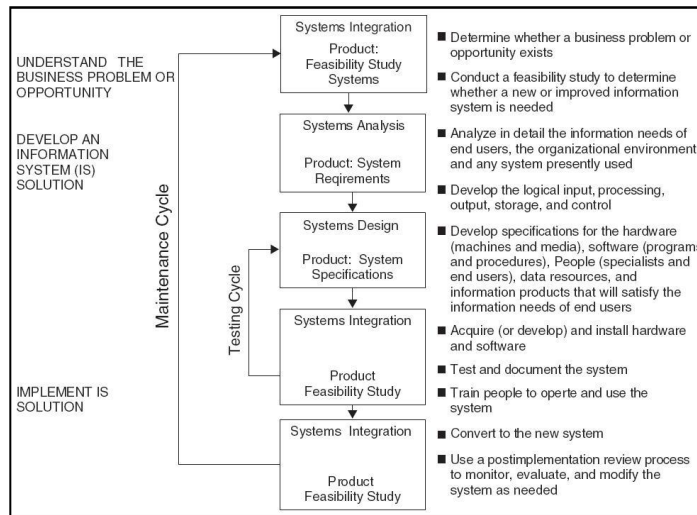 UNDERSTAND THE
BUSINESS PROBLEM OR
OPPORTUNITY
DEVELOP AN
INFORMATION
SYSTEM (IS)
SOLUTION
IMPLEMENT IS
SOLUTION
Maintenance Cycle
Testing Cycle
Systems Integration
Product:
Feasibility Study
Systems
Systems Analysis
Product: System
Reqirements
Systems Design
Product: System
Specifications
Systems Integration
Product
Feasibility Study
Systems Integration
Product
Feasibility Study
■ Determine whether a business problem or
opportunity exists
■ Conduct a feasibility study to determine
whether a new or improved information
system is needed
■ Analyze in detail the information needs of
end users, the organizational environment
and any system presently used
■ Develop the logical input, processing,
output, storage, and control
■ Develop specifications for the hardware
(machines and media), software (programs
and procedures), People (specialists and
end users), data resources, and
information products that will satisfy the
information needs of end users
■ Acquire (or develop) and install hardware
and software
■ Test and document the system
■ Train people to operte and use the
system
■ Convert to the new system
■ Use a postimplementation review process
to monitor, evaluate, and modify the
system as needed